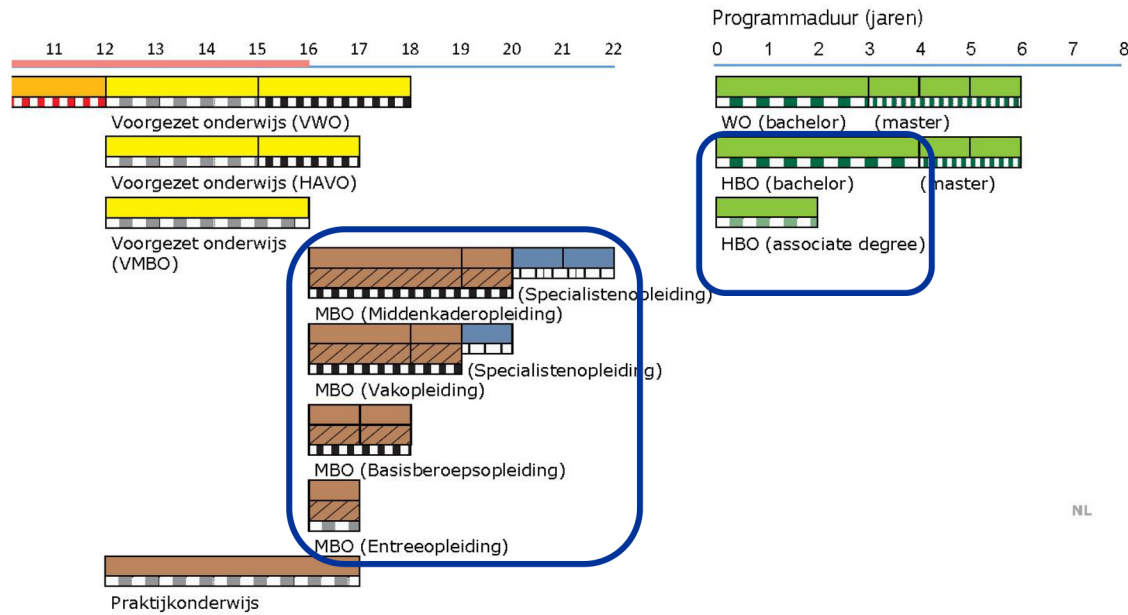 Programmaduur (jaren)
11 12 13 14 15 16 17 18 19 20 21 22
0 1 2 3 4 5 6 7 8
Voorgezet onderwijs (VWO)
WO (bachelor) (master)
Voorgezet onderwijs (HAVO)
HBO (bachelor) (master)
Voorgezet onderwijs
(VMBO)
HBO (associate degree)
(Specialistenopleiding)
MBO (Middenkaderopleiding)
(Specialistenopleiding)
MBO (Vakopleiding)
MBO (Basisberoepsopleiding)
NL
MBO (Entreeopleiding)
Praktijkonderwijs